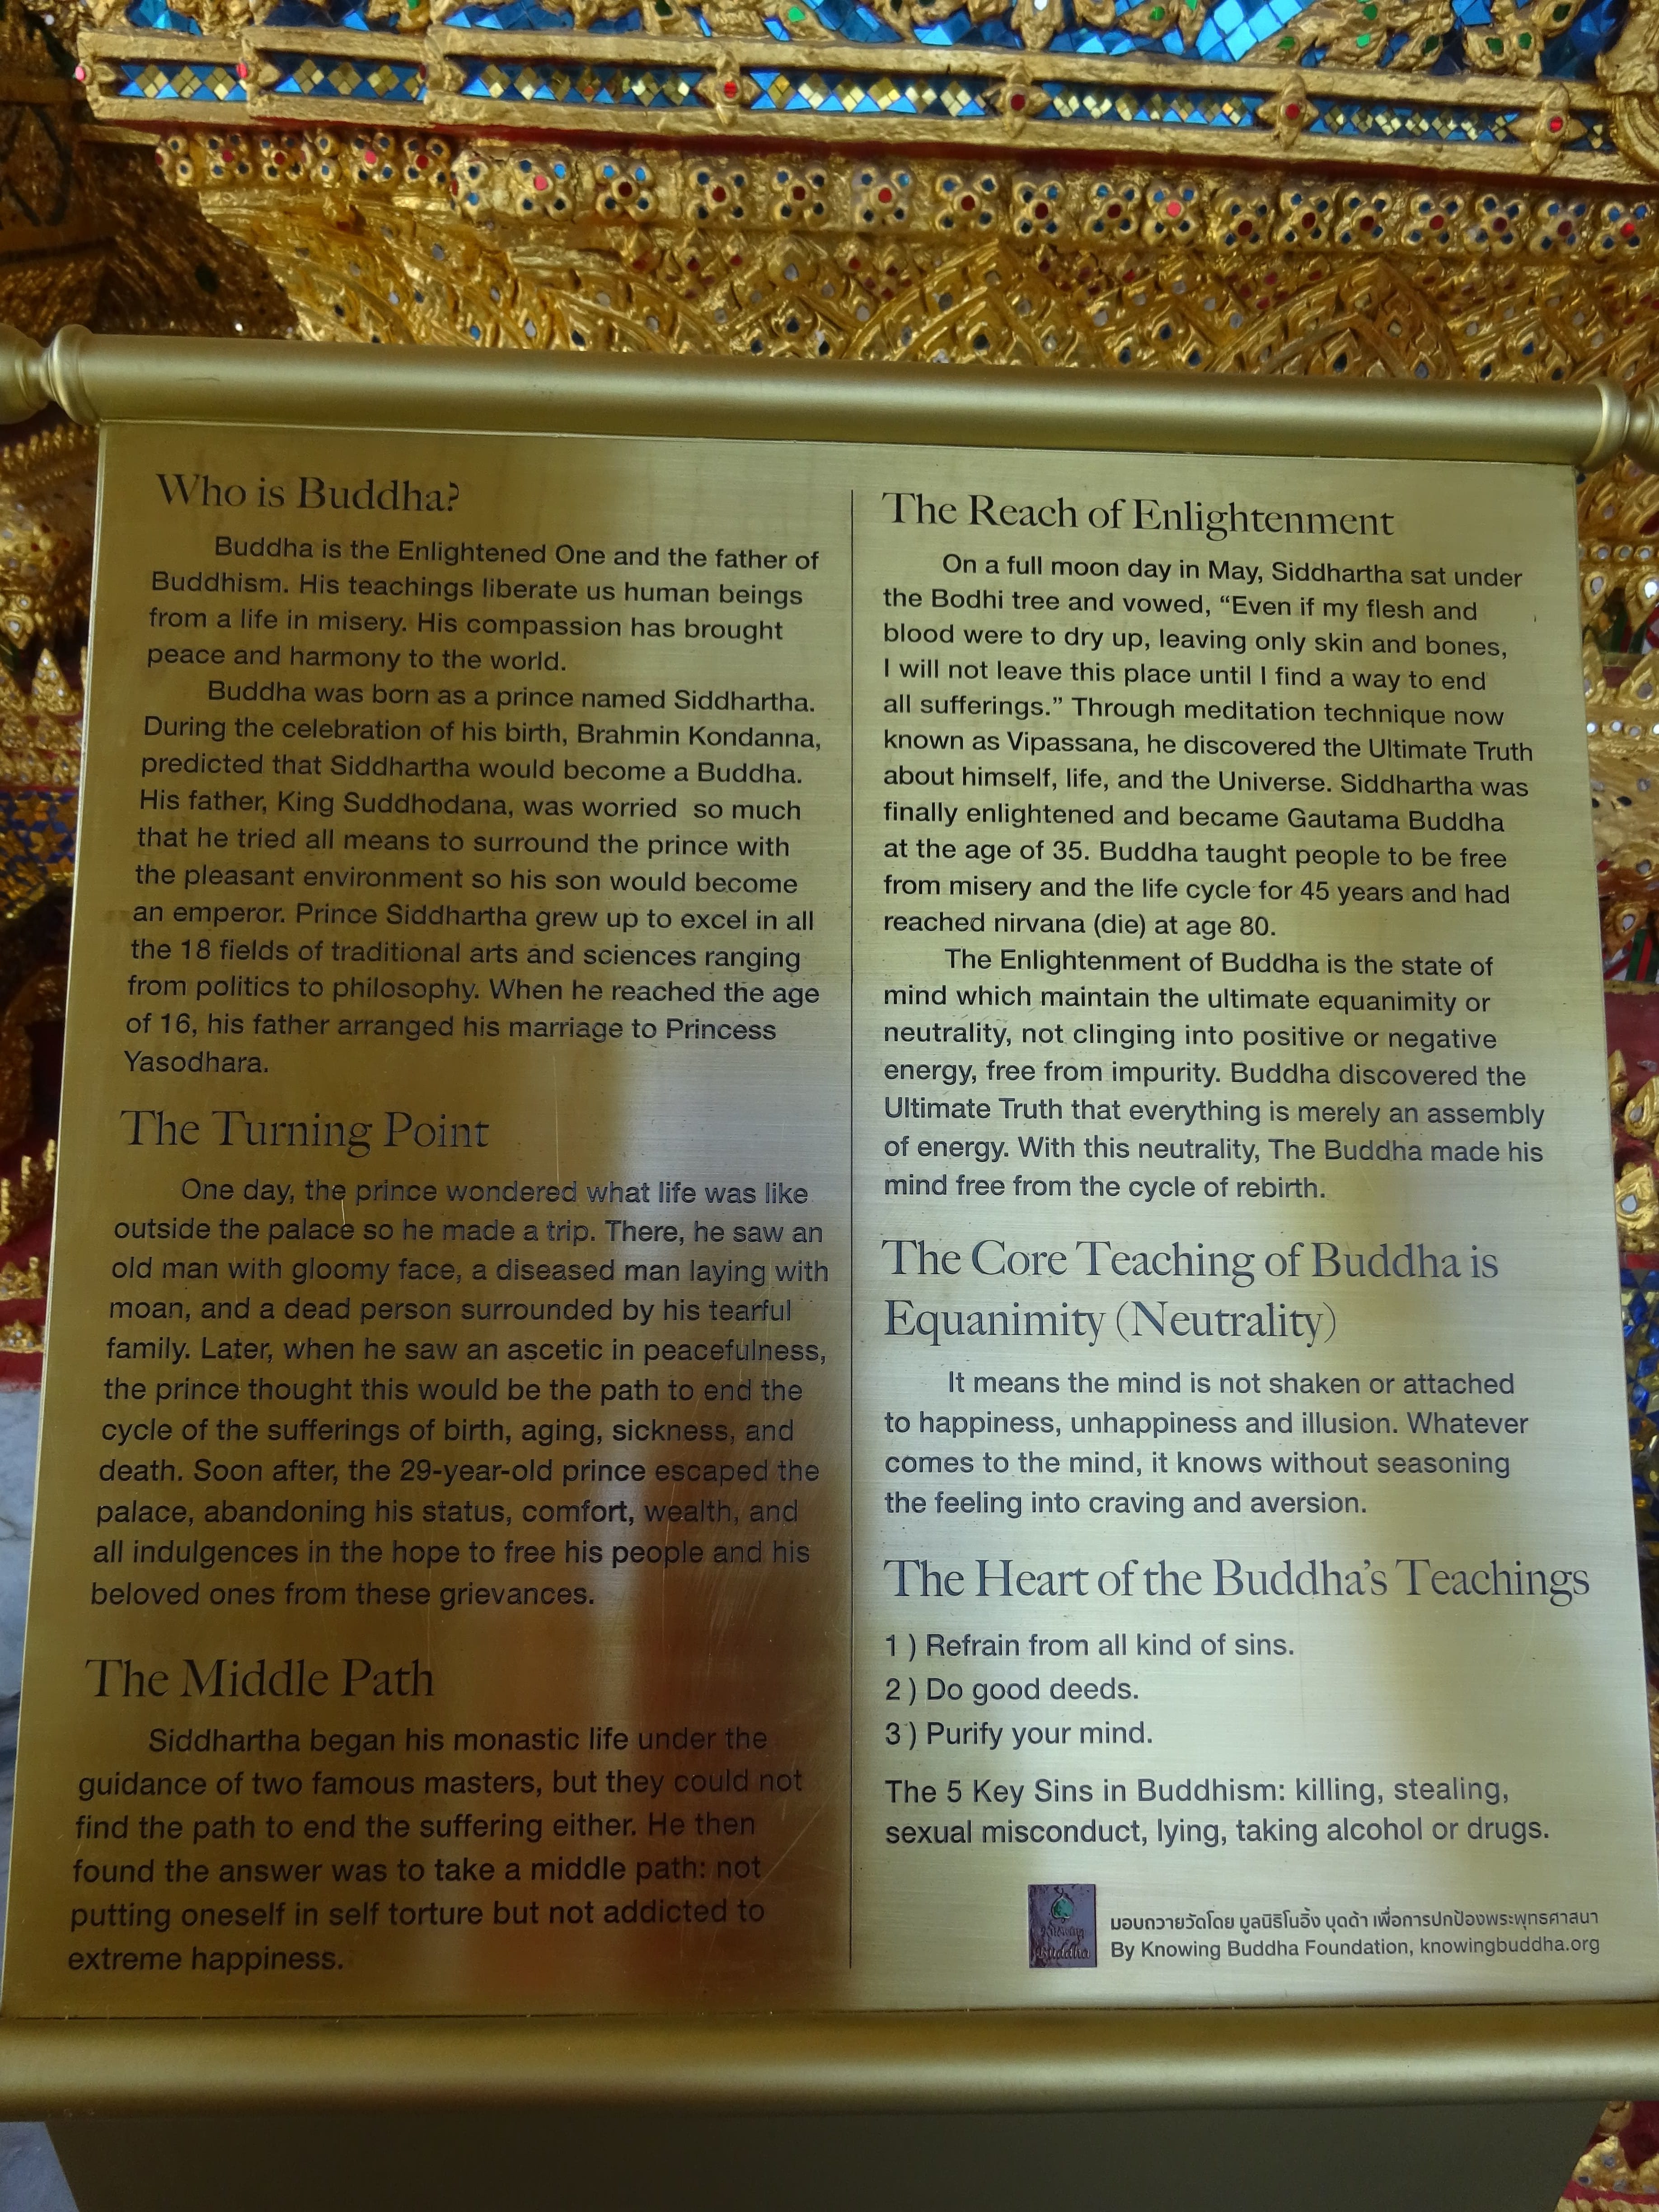 Who is Buddha?
Buddha is the Enlightened One and the father of
Buddhism. His teachings liberate us human beings
from a life in misery. His compassion has brought
peace and harmony to the world.
Buddha was born as a prince named Siddhartha.
During the celebration of his birth, Brahmin Kondanna,
predicted that Siddhartha would become a Buddha.
His father, King Suddhodana, was worried so much
that he tried all means to surround the prince with
the pleasant environment so his son would become
an emperor. Prince Siddhartha grew up to excel in all
the 18 fields of traditional arts and sciences ranging
from politics to philosophy. When he reached the age
of 16, his father arranged his marriage to Princess
Yasodhara.
The Turning Point
One day, the prince wondered what life was like
outside the palace so he made a trip. There, he saw an
old man with gloomy face, a diseased man laying with
moan, and a dead person surrounded by his tearful
family. Later, when he saw an ascetic in peacefulness,
the prince thought this would be the path to end the
cycle of the sufferings of birth, aging, sickness, and
death. Soon after, the 29-year-old prince escaped the
palace, abandoning his status, comfort, wealth, and
all indulgences in the hope to free his people and his
beloved ones from these grievances.
The Middle Path
Siddhartha began his monastic life under the
guidance of two famous masters, but they could not
find the path to end the suffering either. He then
found the answer was to take a middle path: not
putting oneself in self torture but not addicted to
extreme happiness.
The Reach of Enlightenment
On a full moon day in May, Siddhartha sat under
the Bodhi tree and vowed, “Even if my flesh and
blood were to dry up, leaving only skin and bones,
I will not leave this place until I find a way to end
all sufferings.” Through meditation technique now
known as Vipassana, he discovered the Ultimate Truth
about himself, life, and the Universe. Siddhartha was
finally enlightened and became Gautama Buddha
at the age of 35. Buddha taught people to be free
from misery and the life cycle for 45 years and had
reached nirvana (die) at age 80.
The Enlightenment of Buddha is the state of
mind which maintain the ultimate equanimity or
neutrality, not clinging into positive or negative
energy, free from impurity. Buddha discovered the
Ultimate Truth that everything is merely an assembly
of energy. With this neutrality, The Buddha made his
mind free from the cycle of rebirth.
The Core Teaching of Buddha is
Equanimity (Neutrality)
It means the mind is not shaken or attached
to happiness, unhappiness and illusion. Whatever
comes to the mind, it knows without seasoning
the feeling into craving and aversion.
The Heart of the Buddha’s Teachings
1 ) Refrain from all kind of sins.
2 ) Do good deeds.
3 ) Purify your mind.
The 5 Key Sins in Buddhism: killing, stealing,
sexual misconduct, lying, taking alcohol or drugs.
Knowing
Buddha
มอบถวายวัดโดย มูลนิธิโนอิ้ง บุดด้า เพื่อการปกป้องพระพุทธศาสนา
By Knowing Buddha Foundation, knowingbuddha.org